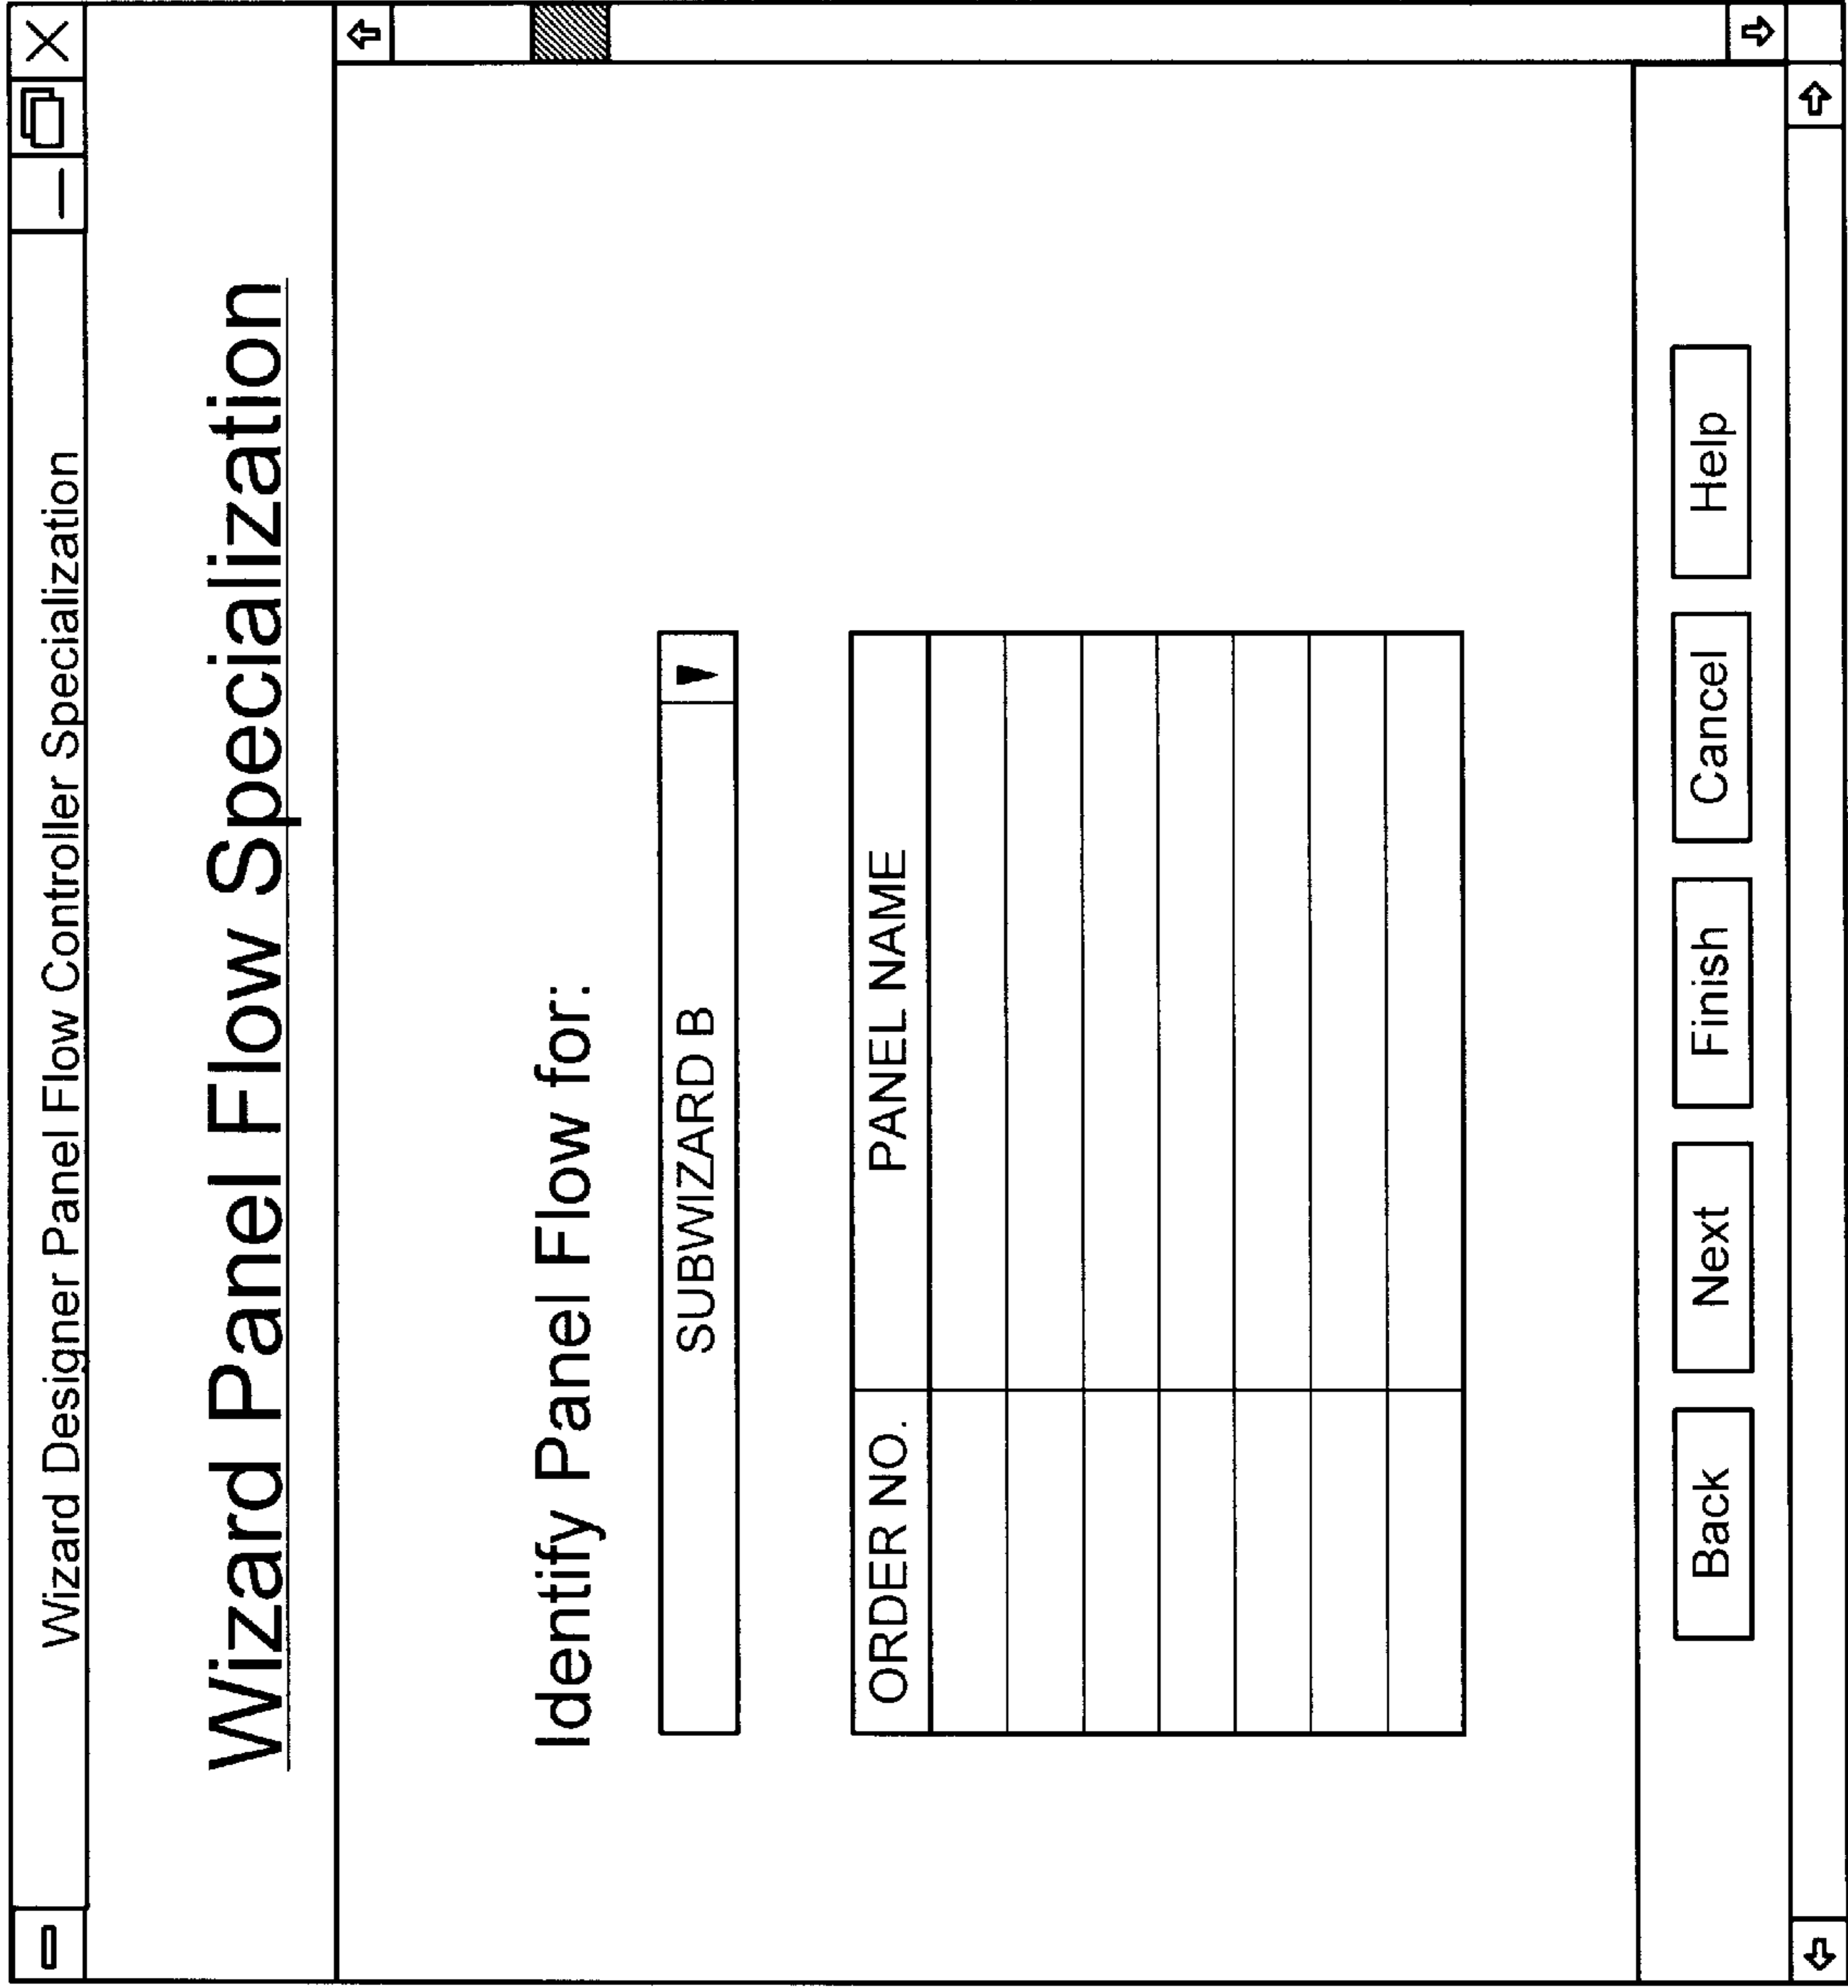 Wizard Designer Panel Flow Controller Specialization
Wizard Panel Flow Specialization
Identify Panel Flow for:
SUBWIZARD B
ORDER NO. PANEL NAME
Back Next Finish Cancel Help